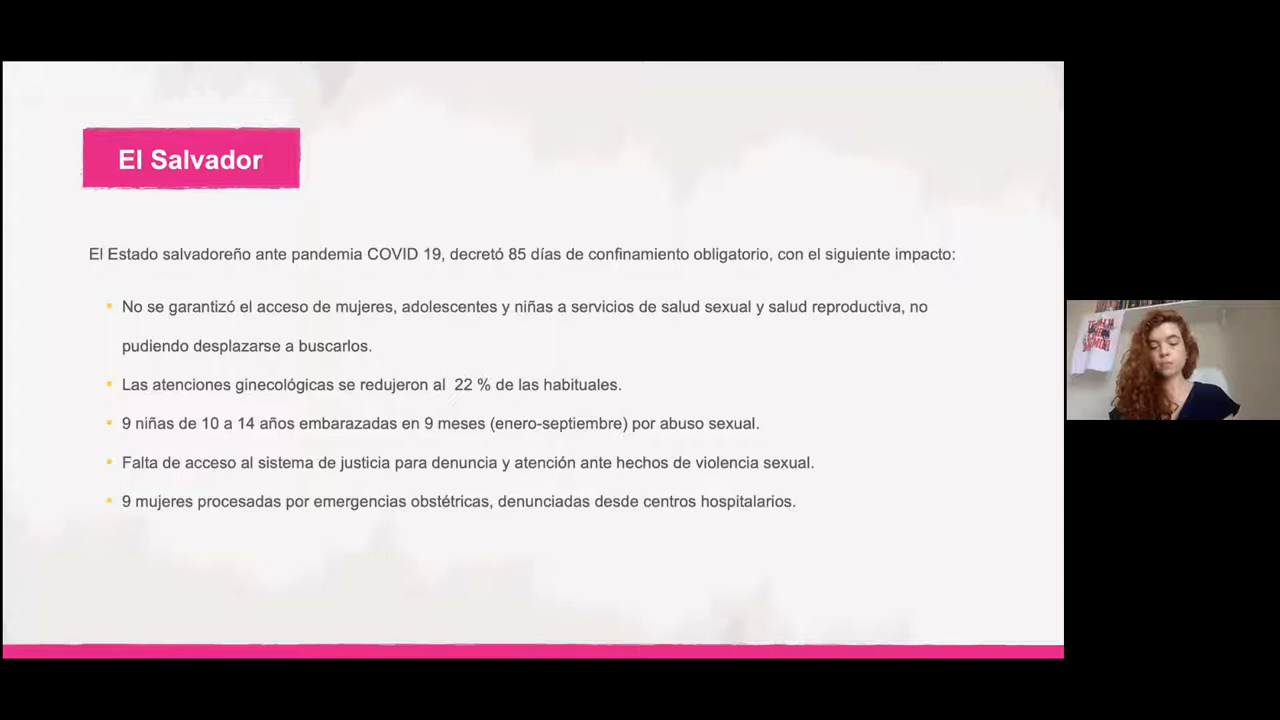 El Salvador
El Estado salvadoreño ante pandemia COVID 19, decretó 85 días de confinamiento obligatorio, con el siguiente impacto:
No se garantizó el acceso de mujeres, adolescentes y niñas a servicios de salud sexual y salud reproductiva, no
pudiendo desplazarse a buscarlos.
Las atenciones ginecológicas se redujeron al 22 % de las habituales.
9 niñas de 10 a 14 años embarazadas en 9 meses (enero-septiembre) por abuso sexual.
Falta de acceso al sistema de justicia para denuncia y atención ante hechos de violencia sexual.
9 mujeres procesadas por emergencias obstétricas, denunciadas desde centros hospitalarios.